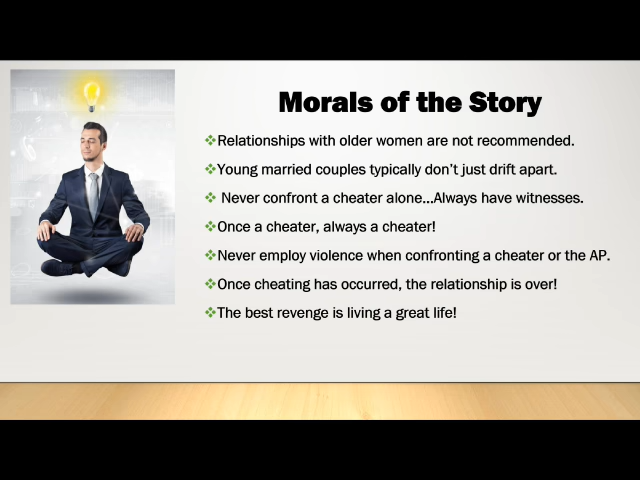 Morals of the Story
❖Relationships with older women are not recommended.
❖Young married couples typically don't just drift apart.
❖ Never confront a cheater alone...Always have witnesses.
❖Once a cheater, always a cheater!
❖Never employ violence when confronting a cheater or the AP.
❖Once cheating has occurred, the relationship is over!
❖The best revenge is living a great life!